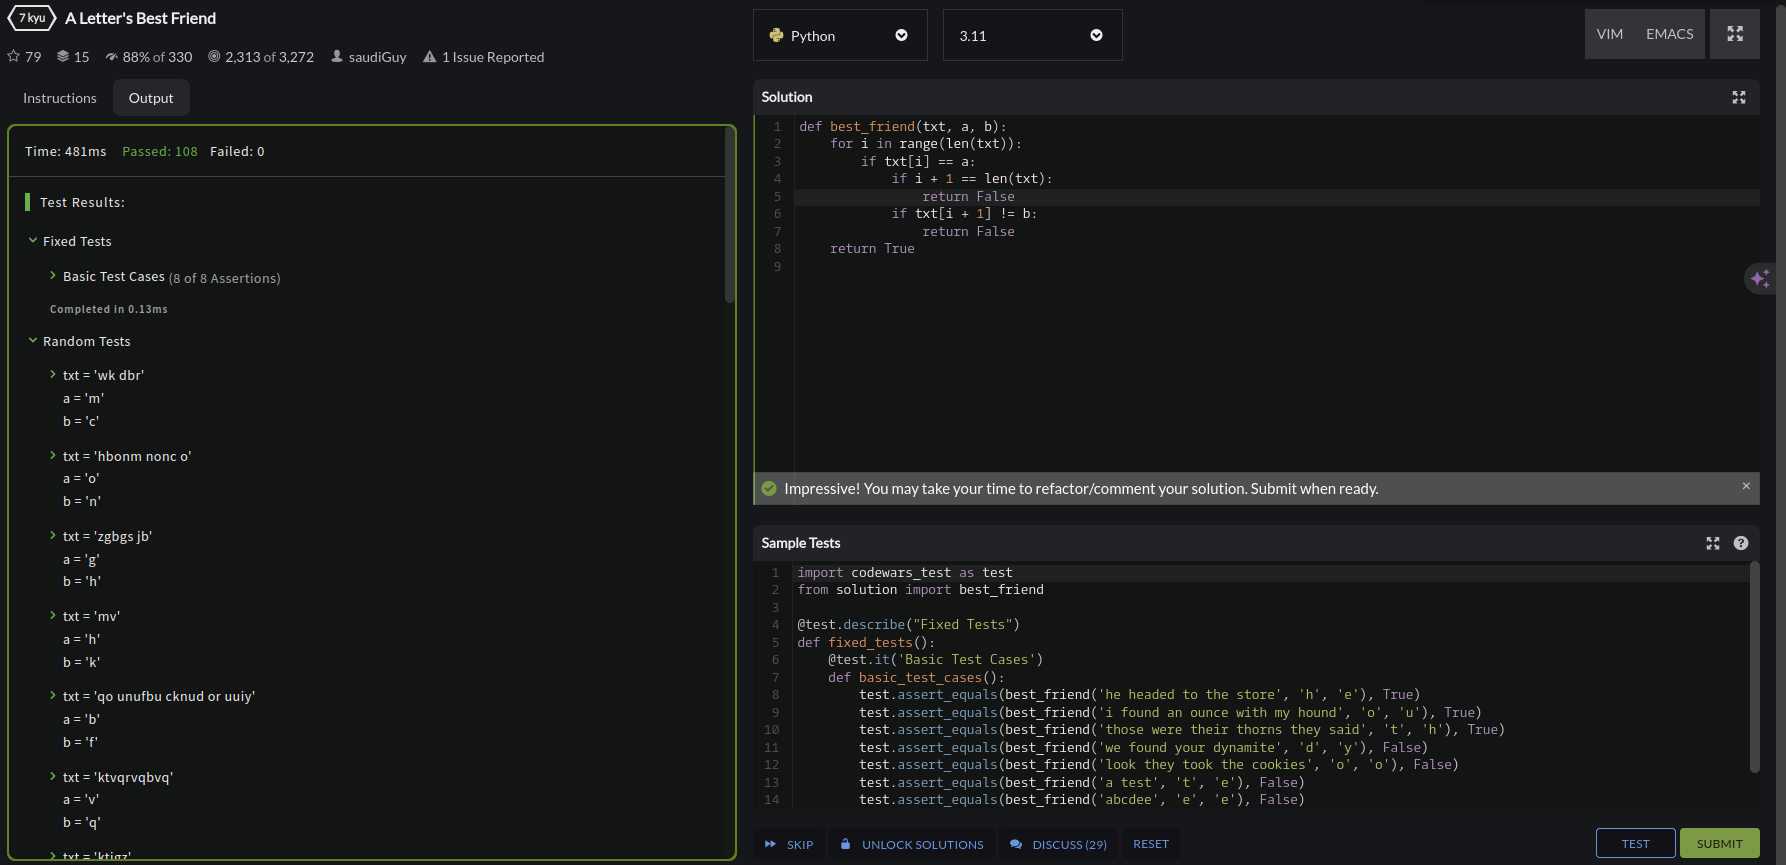 7 kyu A Letter's Best Friend
79 15 88% of 330 2,313 of 3,272 saudiGuy 1 Issue Reported
Instructions Output
Time: 481ms Passed: 108 Failed: 0
Test Results:
Fixed Tests
Basic Test Cases (8 of 8 Assertions)
Completed in 0.13ms
Random Tests
txt = 'wk dbr'
a = 'm'
b = 'c'
txt = 'hbonm nonc o'
a = 'o'
b = 'n'
txt = 'zgbgs jb'
a = 'g'
b = 'h'
txt = 'mv'
a = 'h'
b = 'k'
txt = 'qo unufbu cknud or uuiy'
a = 'b'
b = 'f'
txt = 'ktvqrvqbvq'
a = 'v'
b = 'q'
txt = 'ktigz'
Python 3.11 VIM EMACS
Solution
1 def best_friend(txt, a, b):
2 for i in range(len(txt)):
3 if txt[i] == a:
4 if i + 1 == len(txt):
5 return False
6 if txt[i + 1] != b:
7 return False
8 return True
9
Impressive! You may take your time to refactor/comment your solution. Submit when ready. ×
Sample Tests
1 import codewars_test as test
2 from solution import best_friend
3
4 @test.describe("Fixed Tests")
5 def fixed_tests():
6 @test.it('Basic Test Cases')
7 def basic_test_cases():
8 test.assert_equals(best_friend('he headed to the store', 'h', 'e'), True)
9 test.assert_equals(best_friend('i found an ounce with my hound', 'o', 'u'), True)
10 test.assert_equals(best_friend('those were their thorns they said', 't', 'h'), True)
11 test.assert_equals(best_friend('we found your dynamite', 'd', 'y'), False)
12 test.assert_equals(best_friend('look they took the cookies', 'o', 'o'), False)
13 test.assert_equals(best_friend('a test', 't', 'e'), False)
14 test.assert_equals(best_friend('abcdee', 'e', 'e'), False)
SKIP UNLOCK SOLUTIONS DISCUSS (29) RESET TEST SUBMIT